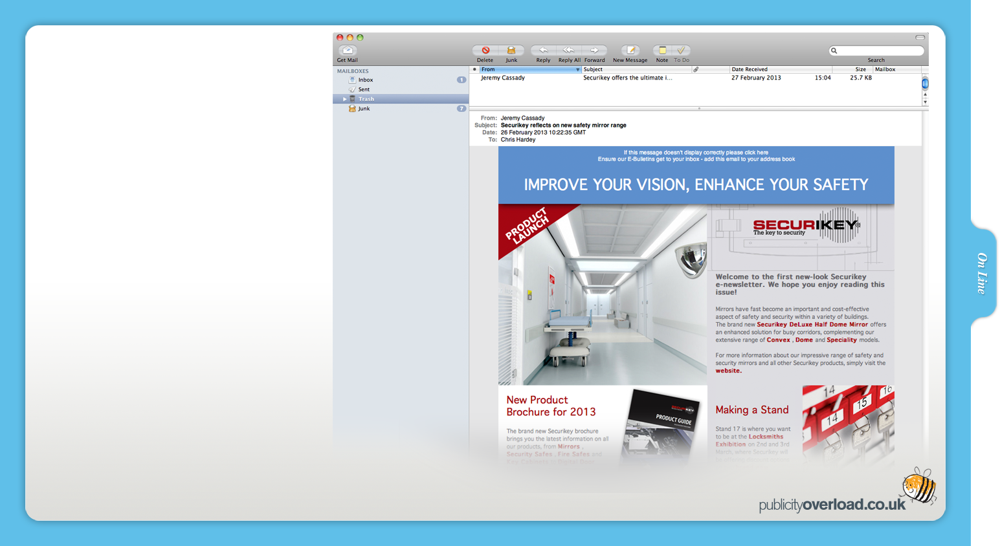 Get Mail
Delete
Junk
Reply
Reply All
Forward
New Message
Note
To Do
Search
MAILBOXES
Inbox
1
Sent
Trash
Junk
7
From
Subject
Date Received
Size
Mailbox
Jeremy Cassady
Securikey offers the ultimate i...
27 February 2013
15:04
25.7 KB
From: Jeremy Cassady
Subject: Securikey reflects on new safety mirror range
Date: 26 February 2013 10:22:35 GMT
To: Chris Hardey
If this message doesn't display correctly please click here
Ensure our E-Bulletins get to your inbox - add this email to your address book
IMPROVE YOUR VISION, ENHANCE YOUR SAFETY
PRODUCT
LAUNCH
SECURIKEY®
The key to security
Welcome to the first new-look Securikey
e-newsletter. We hope you enjoy reading this
issue!
Mirrors have fast become an important and cost-effective
aspect of safety and security within a variety of buildings.
The brand new Securikey DeLuxe Half Dome Mirror offers
an enhanced solution for busy corridors, complementing our
extensive range of Convex , Dome and Speciality models.
For more information about our impressive range of safety and
security mirrors and all other Securikey products, simply visit the
website.
New Product
Brochure for 2013
The brand new Securikey brochure
brings you the latest information on all
our products, from Mirrors ,
Security Safes , Fire Safes and
SECURIKEY
PRODUCT GUIDE
Making a Stand
Stand 17 is where you want
to be at the Locksmiths
Exhibition on 2nd and 3rd
March, where Securikey will
14
15
16
14
15
On Line
publicityoverload.co.uk